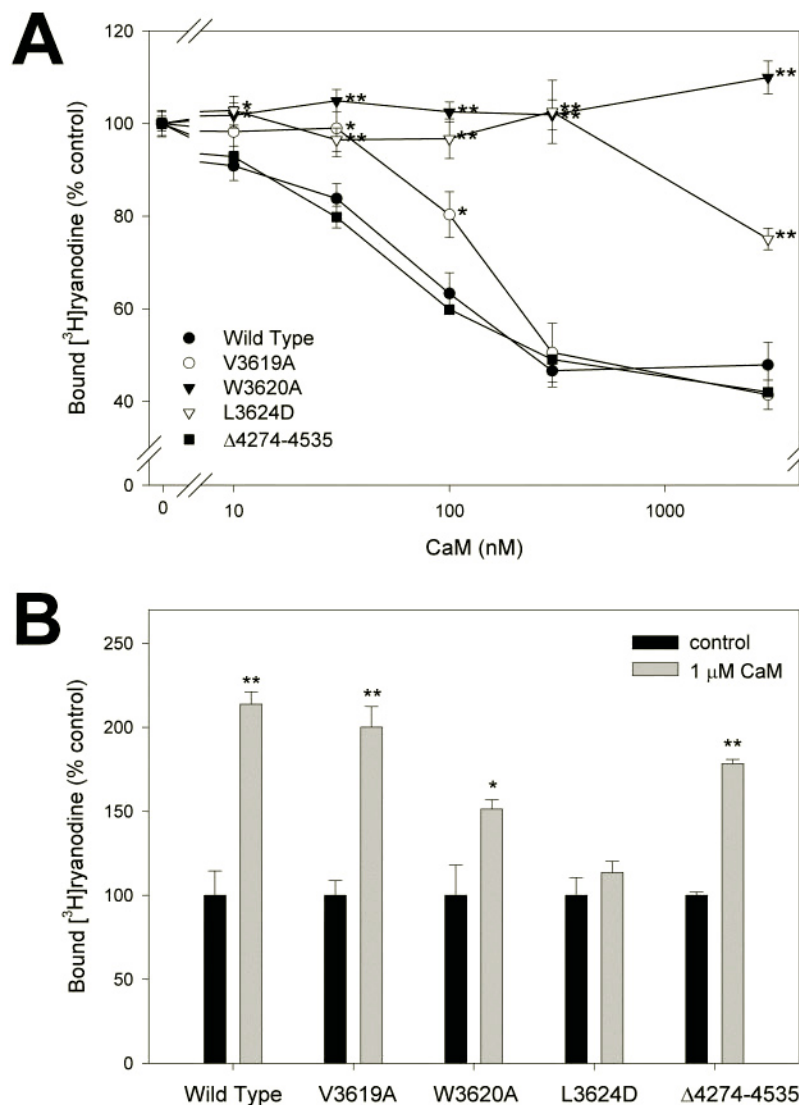 A
120
100
80
60
40
0
Bound [³H]ryanodine (% control)
* ** ** ** **
* * ** ** **
** *
Wild Type
V3619A
W3620A
L3624D
Δ4274-4535
0 10 100 1000
CaM (nM)
B
250
200
150
100
50
0
Bound [³H]ryanodine (% control)
control
1 μM CaM
** ** * **
Wild Type V3619A W3620A L3624D Δ4274-4535